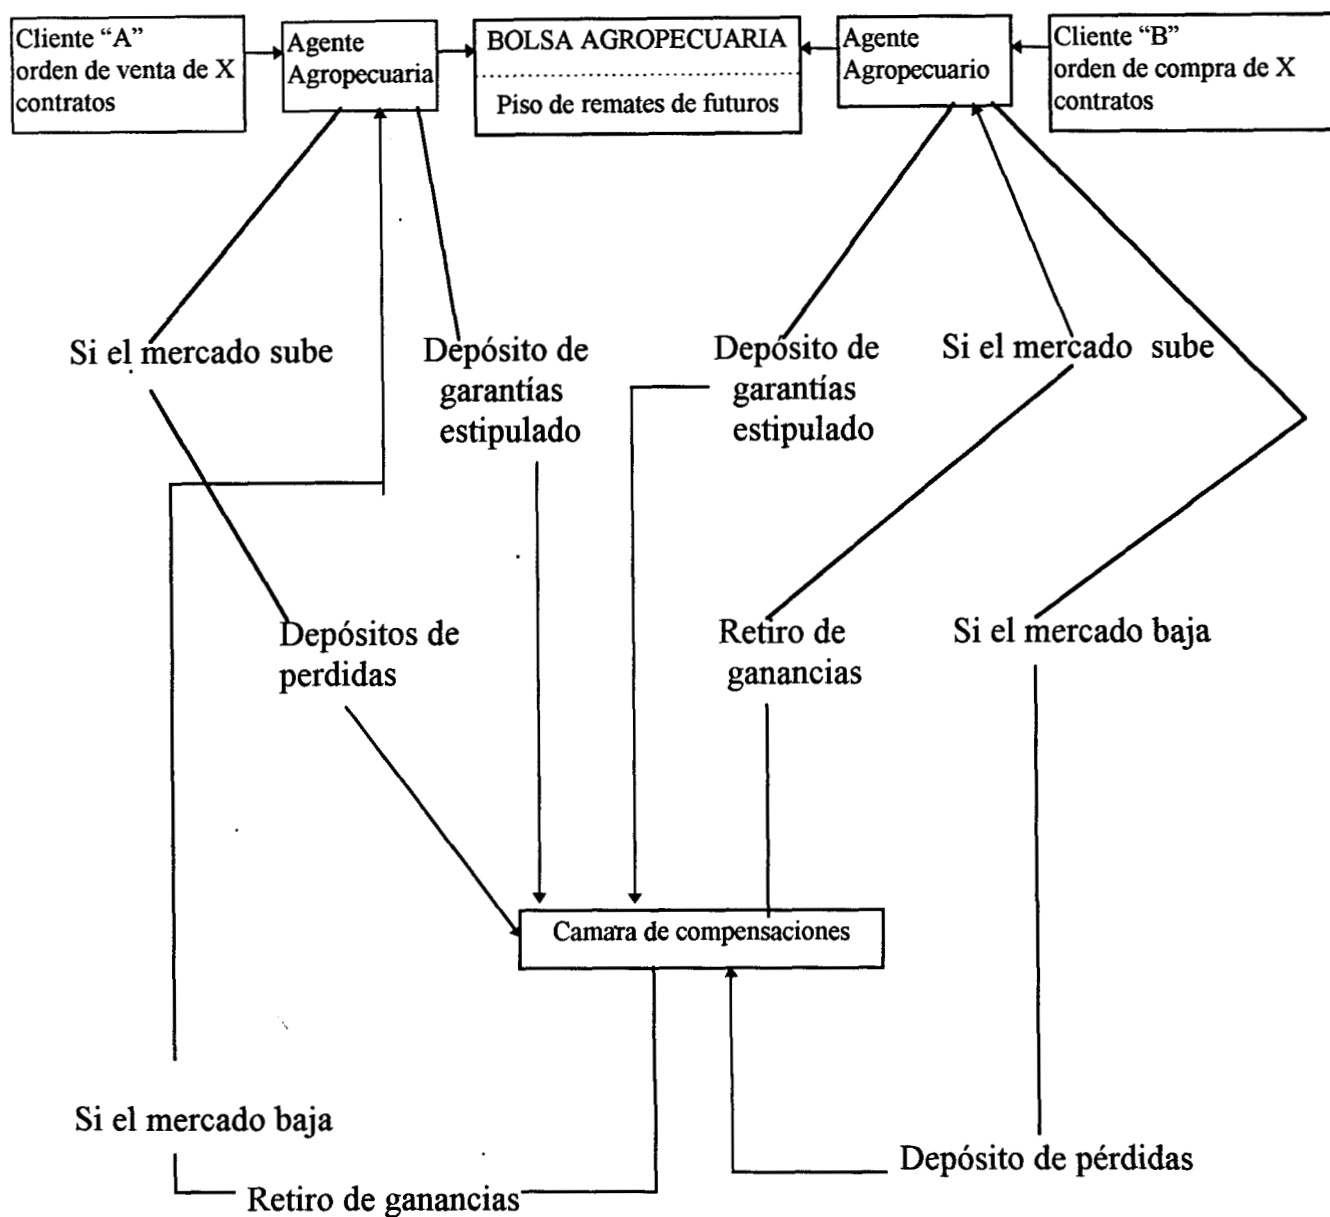 Cliente “A”
orden de venta de X
contratos
Agente
Agropecuaria
BOLSA AGROPECUARIA
Piso de remates de futuros
Agente
Agropecuario
Cliente “B”
orden de compra de X
contratos
Si el mercado sube
Depósito de
garantías
estipulado
Depósito de
garantías
estipulado
Si el mercado sube
Depósitos de
perdidas
Retiro de
ganancias
Si el mercado baja
Camara de compensaciones
Si el mercado baja
Depósito de pérdidas
Retiro de ganancias